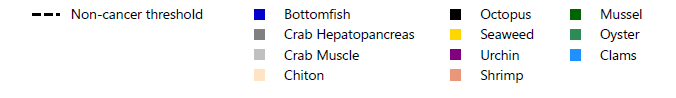 Non-cancer threshold
Bottomfish
Crab Hepatopancreas
Crab Muscle
Chiton
Octopus
Seaweed
Urchin
Shrimp
Mussel
Oyster
Clams